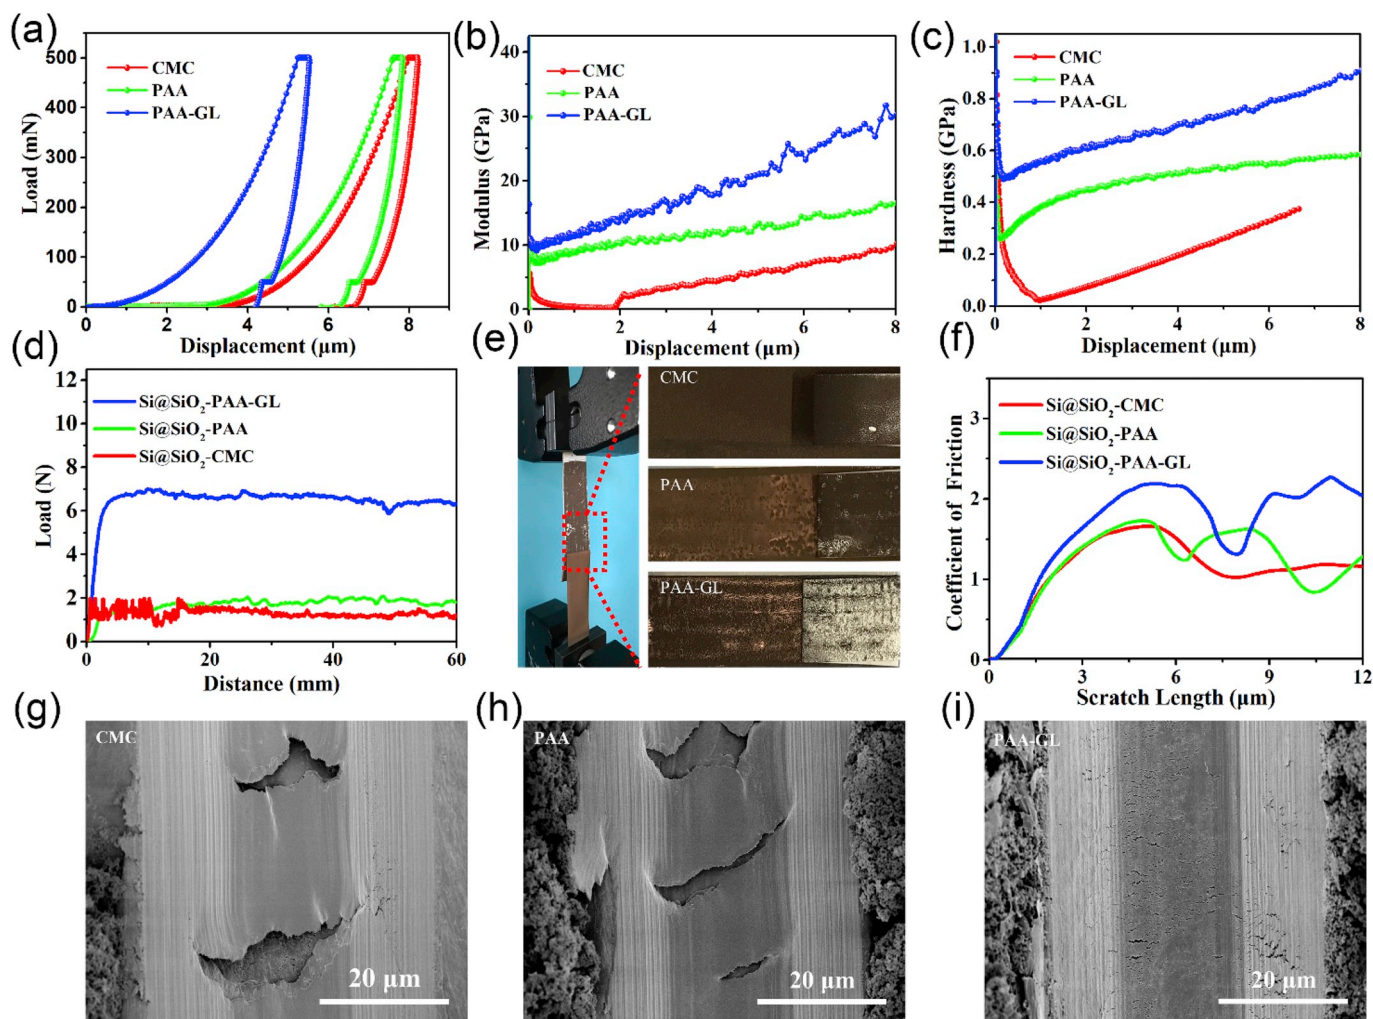 (a)
CMC
PAA
PAA-GL
Load (mN)
500
400
300
200
100
0
0
2
4
6
8
Displacement (μm)
(b)
CMC
PAA
PAA-GL
Modulus (GPa)
40
30
20
10
0
0
2
4
6
8
Displacement (μm)
(c)
CMC
PAA
PAA-GL
Hardness (GPa)
1.0
0.8
0.6
0.4
0.2
0.0
0
2
4
6
8
Displacement (μm)
(d)
Si@SiO2-PAA-GL
Si@SiO2-PAA
Si@SiO2-CMC
Load (N)
12
10
8
6
4
2
0
0
20
40
60
Distance (mm)
(e)
CMC
PAA
PAA-GL
(f)
Si@SiO2-CMC
Si@SiO2-PAA
Si@SiO2-PAA-GL
Coefficient of Friction
3
2
1
0
0
3
6
9
12
Scratch Length (μm)
(g)
CMC
20 μm
(h)
PAA
20 μm
(i)
PAA-GL
20 μm